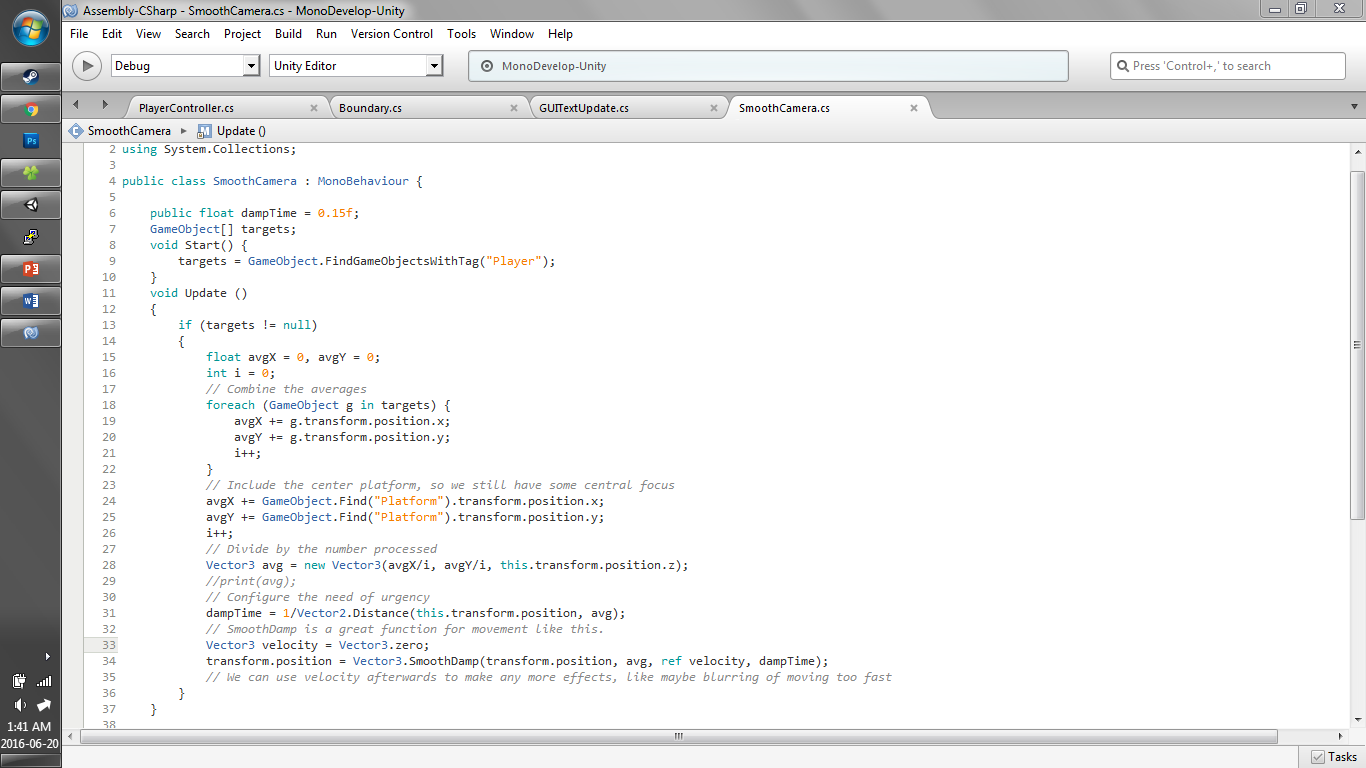 Assembly-CSharp - SmoothCamera.cs - MonoDevelop-Unity
File Edit View Search Project Build Run Version Control Tools Window Help
Debug Unity Editor MonoDevelop-Unity Press 'Control+,' to search
PlayerController.cs Boundary.cs GUITextUpdate.cs SmoothCamera.cs
C SmoothCamera M Update ()
2 using System.Collections;
3
4 public class SmoothCamera : MonoBehaviour {
5
6 public float dampTime = 0.15f;
7 GameObject[] targets;
8 void Start() {
9 targets = GameObject.FindGameObjectsWithTag("Player");
10 }
11 void Update ()
12 {
13 if (targets != null)
14 {
15 float avgX = 0, avgY = 0;
16 int i = 0;
17 // Combine the averages
18 foreach (GameObject g in targets) {
19 avgX += g.transform.position.x;
20 avgY += g.transform.position.y;
21 i++;
22 }
23 // Include the center platform, so we still have some central focus
24 avgX += GameObject.Find("Platform").transform.position.x;
25 avgY += GameObject.Find("Platform").transform.position.y;
26 i++;
27 // Divide by the number processed
28 Vector3 avg = new Vector3(avgX/i, avgY/i, this.transform.position.z);
29 //print(avg);
30 // Configure the need of urgency
31 dampTime = 1/Vector2.Distance(this.transform.position, avg);
32 // SmoothDamp is a great function for movement like this.
33 Vector3 velocity = Vector3.zero;
34 transform.position = Vector3.SmoothDamp(transform.position, avg, ref velocity, dampTime);
35 // We can use velocity afterwards to make any more effects, like maybe blurring of moving too fast
36 }
37 }
38
Tasks
Ps
P
W
1:41 AM
2016-06-20